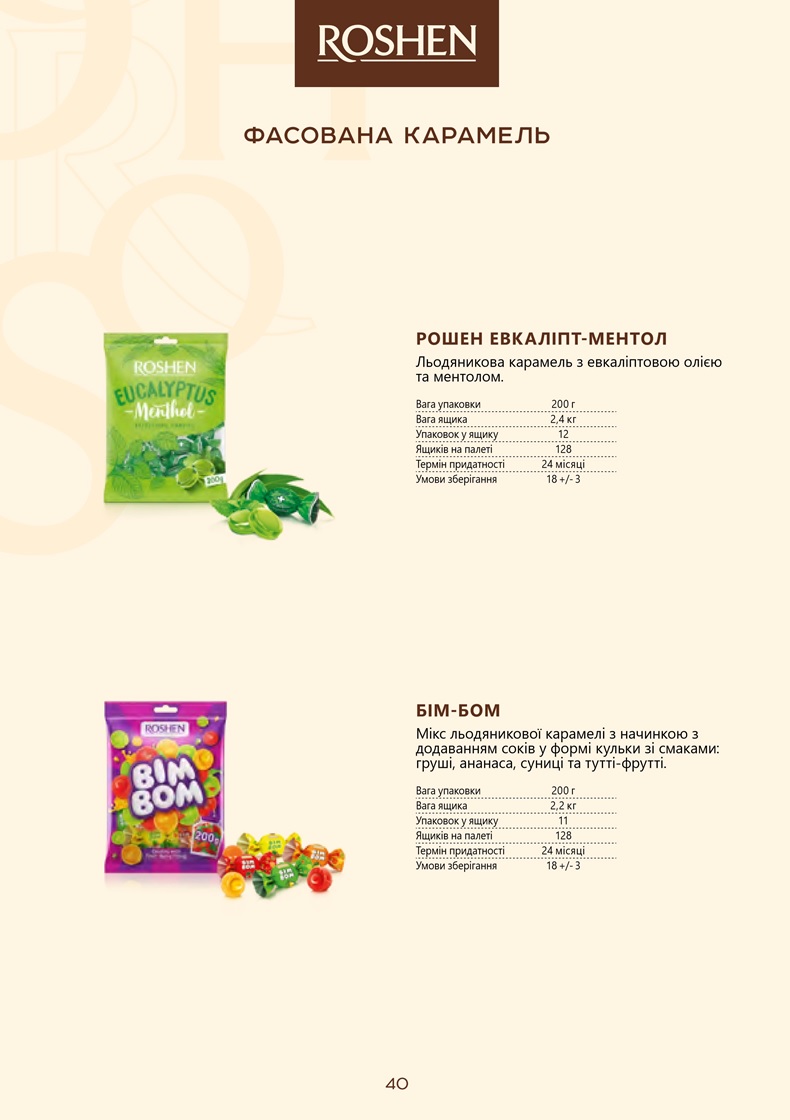 ROSHEN
ФАСОВАНА КАРАМЕЛЬ
ROSHEN
EUCALYPTUS
Menthol
200g
РОШЕН ЕВКАЛІПТ-МЕНТОЛ
Льодяникова карамель з евкаліптовою олією
та ментолом.
Вага упаковки 200 г
Вага ящика 2,4 кг
Упаковок у ящику 12
Ящиків на палеті 128
Термін придатності 24 місяці
Умови зберігання 18 +/- 3
ROSHEN
BIM
BOM
200g
BIM
BOM
БІМ-БОМ
Мікс льодяникової карамелі з начинкою з
додаванням соків у формі кульки зі смаками:
груші, ананаса, суниці та тутті-фрутті.
Вага упаковки 200 г
Вага ящика 2,2 кг
Упаковок у ящику 11
Ящиків на палеті 128
Термін придатності 24 місяці
Умови зберігання 18 +/- 3
40